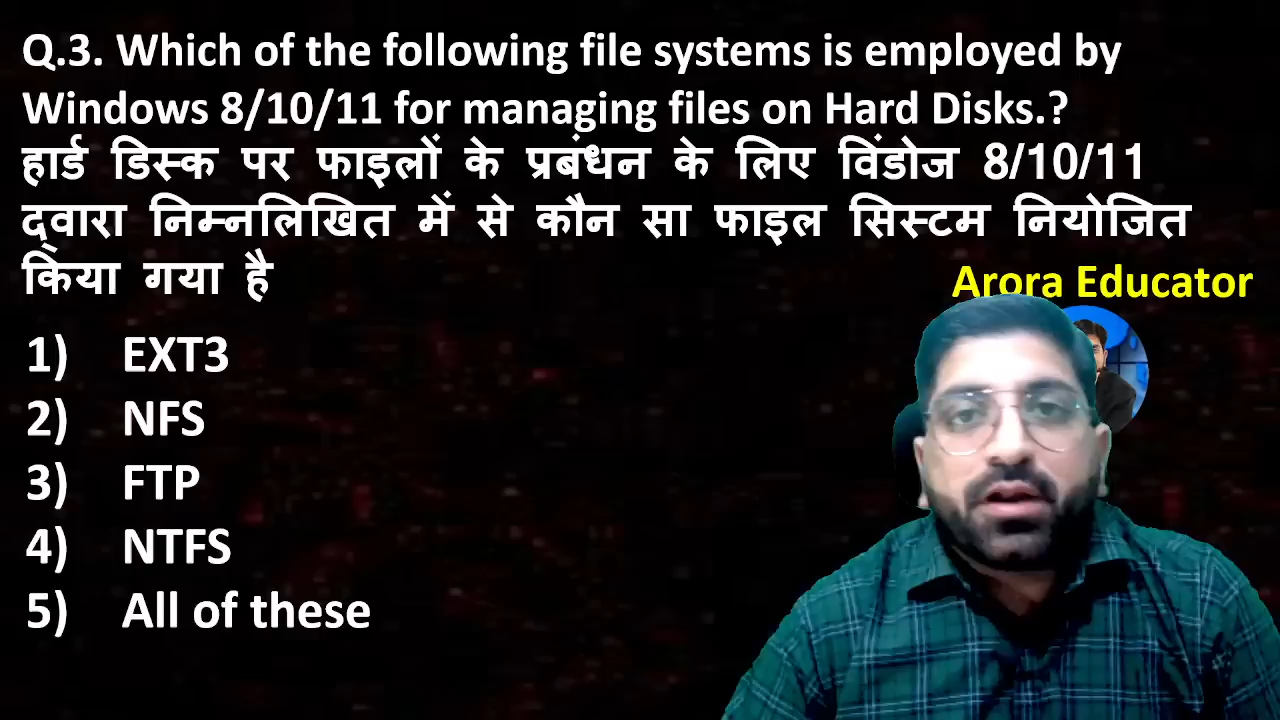 Q.3. Which of the following file systems is employed by
Windows 8/10/11 for managing files on Hard Disks.?
हार्ड डिस्क पर फाइलों के प्रबंधन के लिए विंडोज 8/10/11
द्वारा निम्नलिखित में से कौन सा फाइल सिस्टम नियोजित
किया गया है
Arora Educator
1) EXT3
2) NFS
3) FTP
4) NTFS
5) All of these